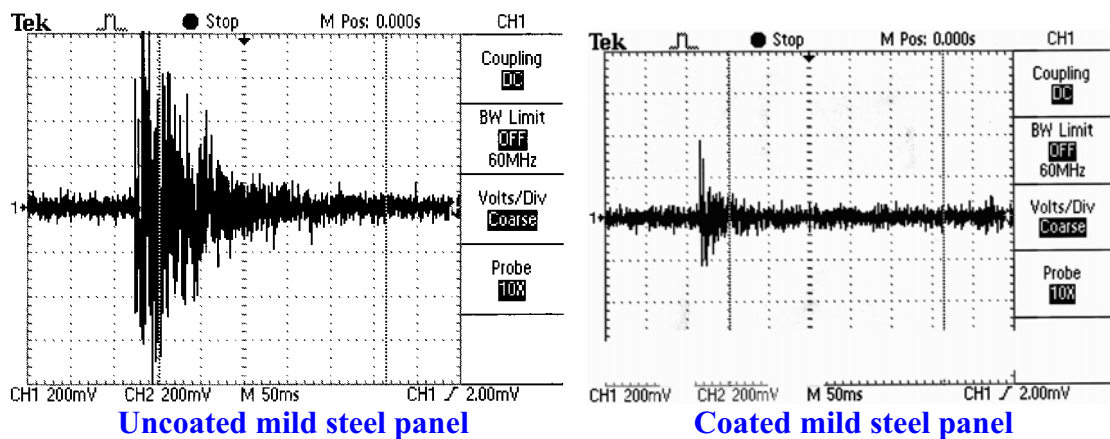 Tek Stop M Pos: 0.000s CH1
Coupling
DC
BW Limit
OFF
60MHz
Volts/Div
Coarse
Probe
10X
1
CH1 200mV CH2 200mV M 50ms CH1 2.00mV
Uncoated mild steel panel
Tek Stop M Pos: 0.000s CH1
Coupling
DC
BW Limit
OFF
60MHz
Volts/Div
Coarse
Probe
10X
1
CH1 200mV CH2 200mV M 50ms CH1 2.00mV
Coated mild steel panel